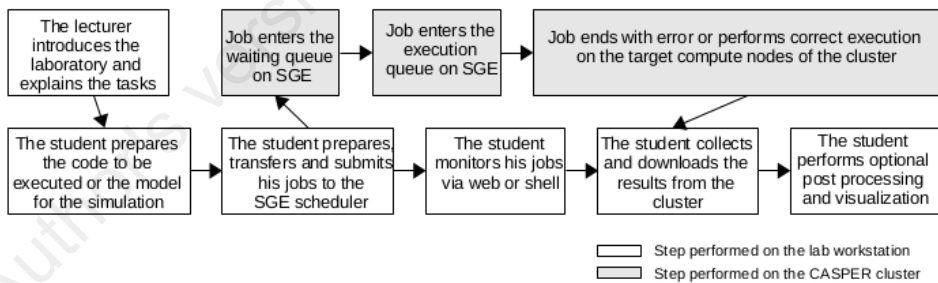 The lecturer
introduces the
laboratory and
explains the tasks
Job enters the
waiting queue
on SGE
Job enters the
execution
queue on SGE
Job ends with error or performs correct execution
on the target compute nodes of the cluster
The student prepares
the code to be
executed or the model
for the simulation
The student prepares,
transfers and submits
his jobs to the
SGE scheduler
The student
monitors his jobs
via web or shell
The student collects
and downloads the
results from the
cluster
The student
performs optional
post processing
and visualization
Step performed on the lab workstation
Step performed on the CASPER cluster
Author's vers